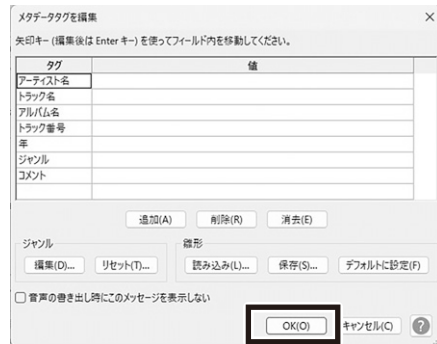 メタデータタグを編集
矢印キー (編集後は Enter キー) を使ってフィールド内を移動してください。
タグ 値
アーティスト名
トラック名
アルバム名
トラック番号
年
ジャンル
コメント
追加(A) 削除(R) 消去(E)
ジャンル 雛形
編集(D)... リセット(T)... 読み込み(L)... 保存(S)... デフォルトに設定(F)
音声の書き出し時にこのメッセージを表示しない
OK(O) キャンセル(C) ?